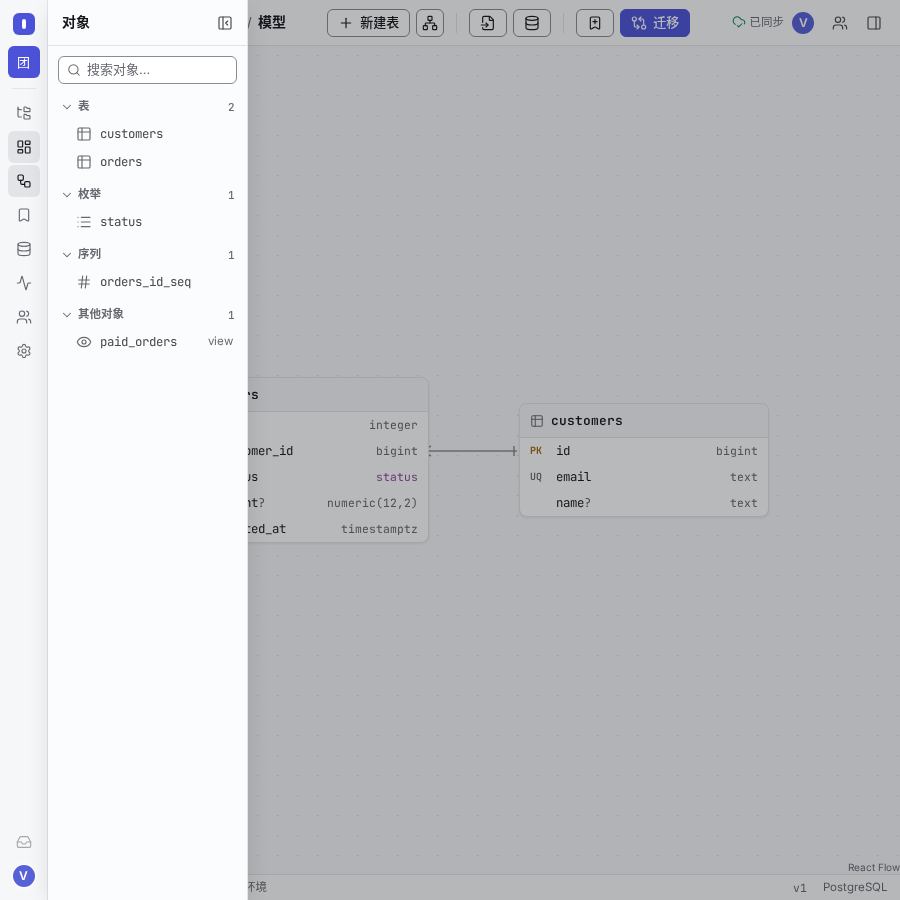 对象
/ 模型
新建表
迁移
已同步
V
团
搜索对象...
表 2
customers
orders
枚举 1
status
序列 1
orders_id_seq
其他对象 1
paid_orders view
rs
integer
omer_id bigint
us status
nt? numeric(12,2)
ted_at timestamptz
customers
PK id bigint
UQ email text
name? text
React Flow
V
环境
v1
PostgreSQL